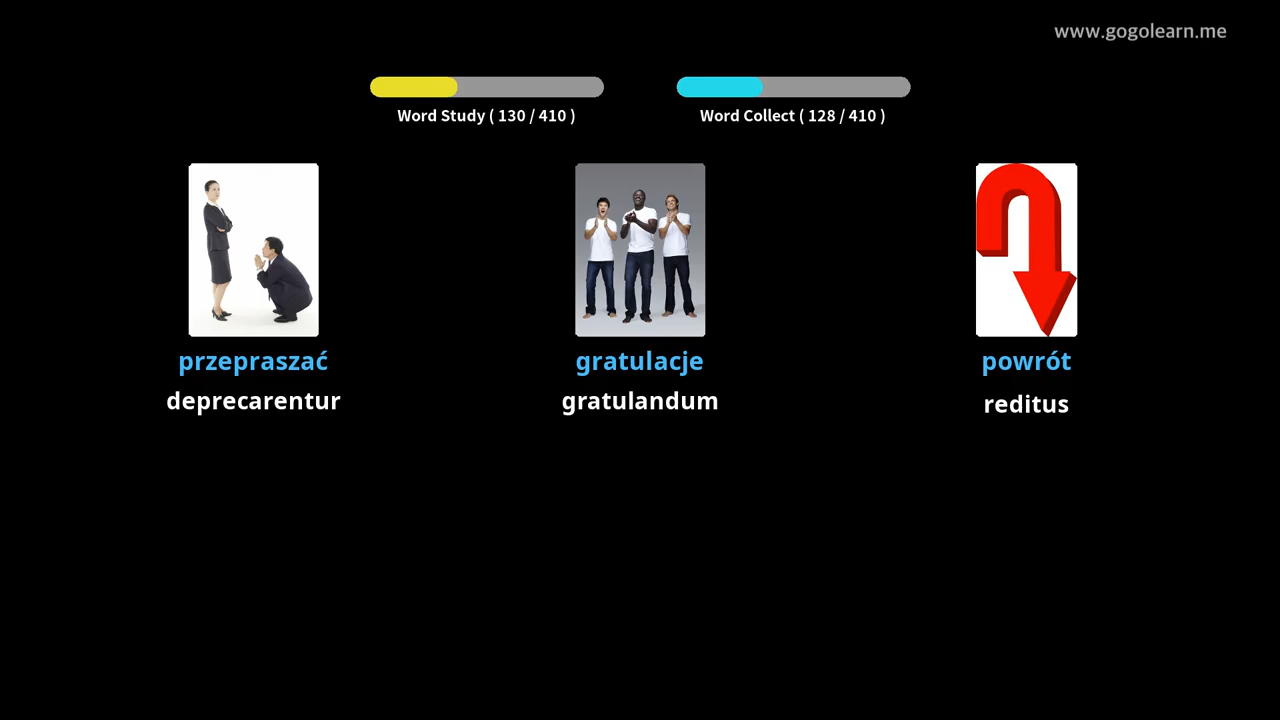 www.gogolearn.me
Word Study ( 130 / 410 )
Word Collect ( 128 / 410 )
przepraszać
gratulacje
powrót
deprecarentur
gratulandum
reditus